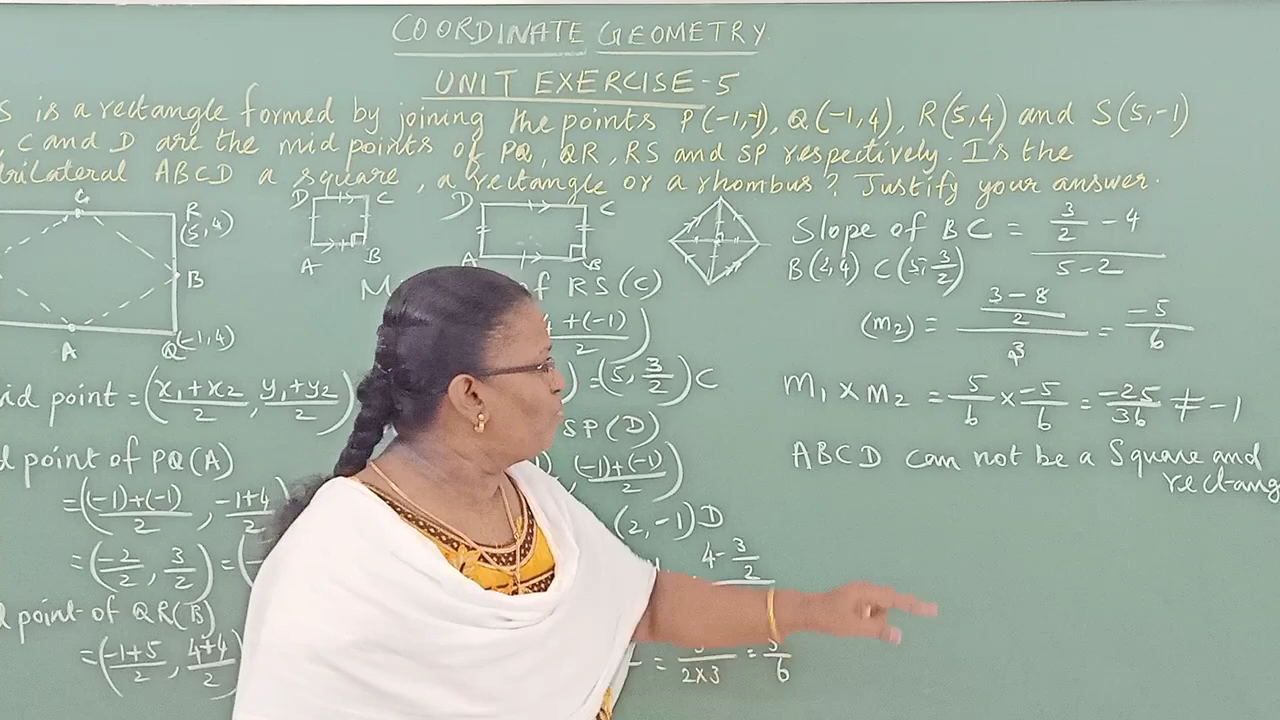 COORDINATE GEOMETRY
UNIT EXERCISE-5
S is a rectangle formed by joining the points P(-1,-1), Q(-1,4), R(5,4) and S(5,-1)
, C and D are the mid points of PQ, QR, RS and SP respectively. Is the
drilateral ABCD a square, a rectangle or a rhombus? Justify your answer.
C
R
(5,4)
B
A
Q(-1,4)
D C
A B
D C
A B
id point = (x₁+x₂/2, y₁+y₂/2)
d point of PQ(A)
= ((-1)+(-1)/2, -1+4/2
= (-2/2, 3/2) = (
d point of QR(B)
= (-1+5/2, 4+4/2)
M
f RS(C)
+(-1)/2)
) = (5, 3/2) C
SP(D)
, (-1)+(-1)/2)
(2,-1) D
4 - 3/2
= /2×3 = 5/6
Slope of BC = 3/2 - 4 / 5-2
B(2,4) C(5, 3/2)
(m₂) = 3-8/2 / 3 = -5/6
m₁ × m₂ = 5/6 × -5/6 = -25/36 ≠ -1
ABCD can not be a Square and
rectang